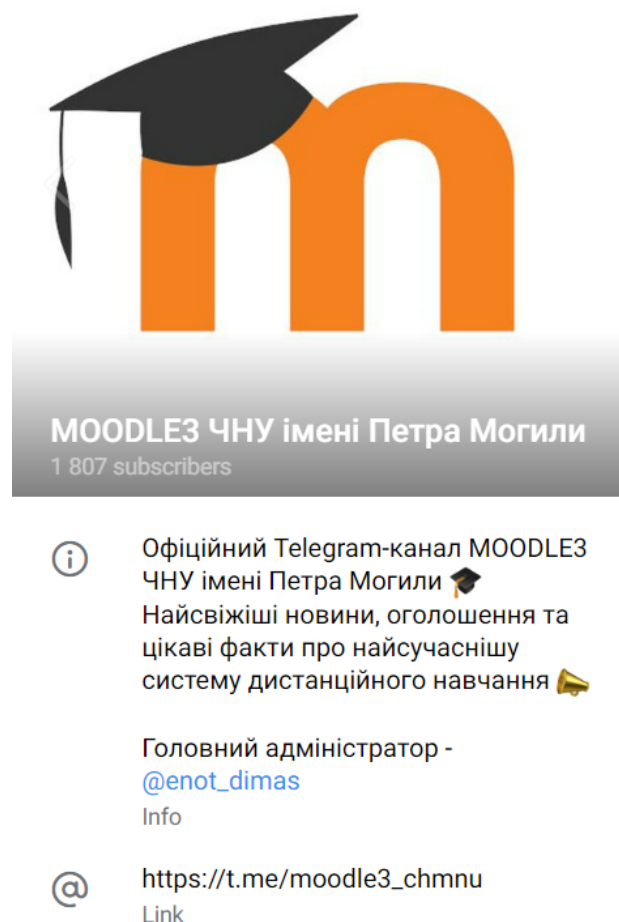 m
MOODLE3 ЧНУ імені Петра Могили
1 807 subscribers
Офіційний Telegram-канал MOODLE3
ЧНУ імені Петра Могили 🎓
Найсвіжіші новини, оголошення та
цікаві факти про найсучаснішу
систему дистанційного навчання 📣
Головний адміністратор -
@enot_dimas
Info
https://t.me/moodle3_chmnu
Link